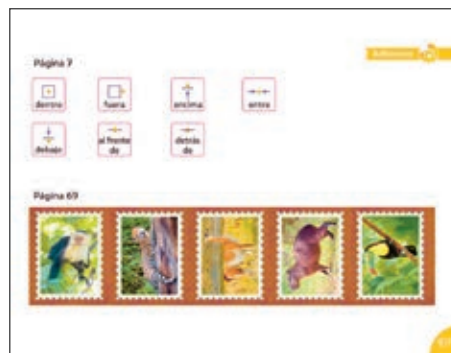 Página 7
dentro fuera encima entre
debajo al frente de detrás de
Página 69